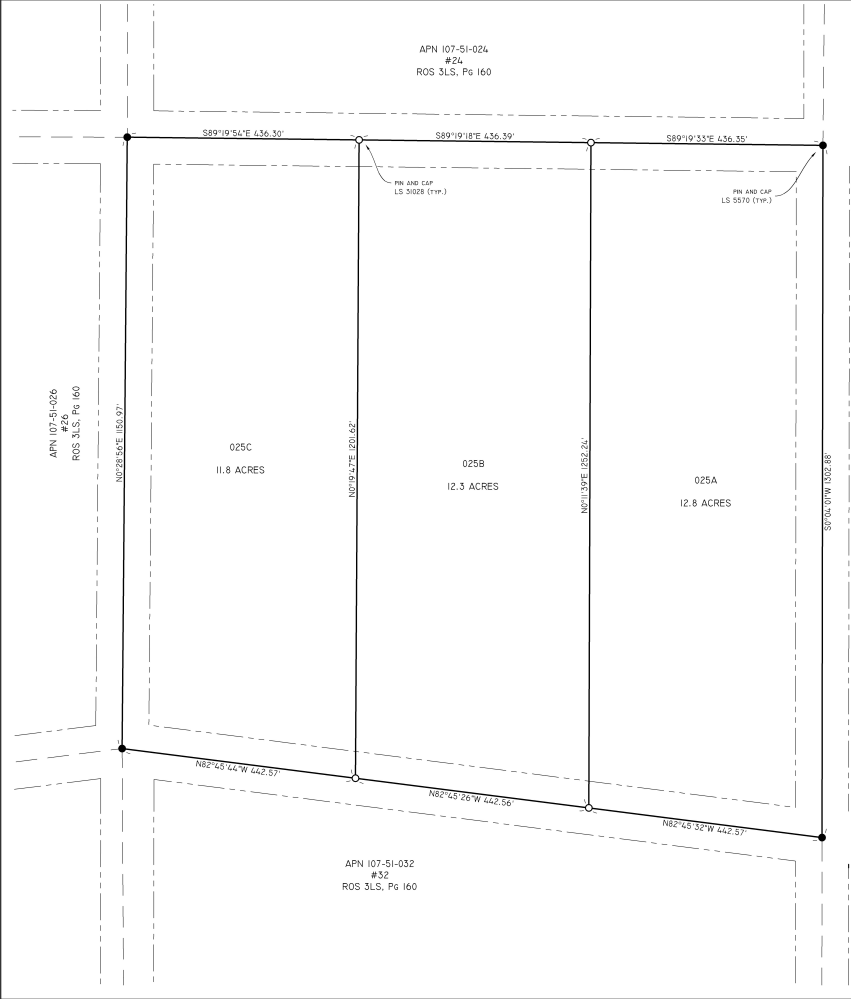 APN 107-51-024
#24
ROS 3LS, PG 160
S89°19'54"E 436.30'
S89°19'18"E 436.39'
S89°19'33"E 436.35'
PIN AND CAP
LS 31028 (TYP.)
PIN AND CAP
LS 5570 (TYP.)
APN 107-51-026
#26
ROS 3LS, PG 160
N0°28'56"E 1150.97'
025C
11.8 ACRES
N0°19'47"E 1201.62'
025B
12.3 ACRES
N0°11'39"E 1252.24'
025A
12.8 ACRES
S0°04'01"W 1302.88'
N82°45'44"W 442.57'
N82°45'26"W 442.56'
N82°45'32"W 442.57'
APN 107-51-032
#32
ROS 3LS, PG 160